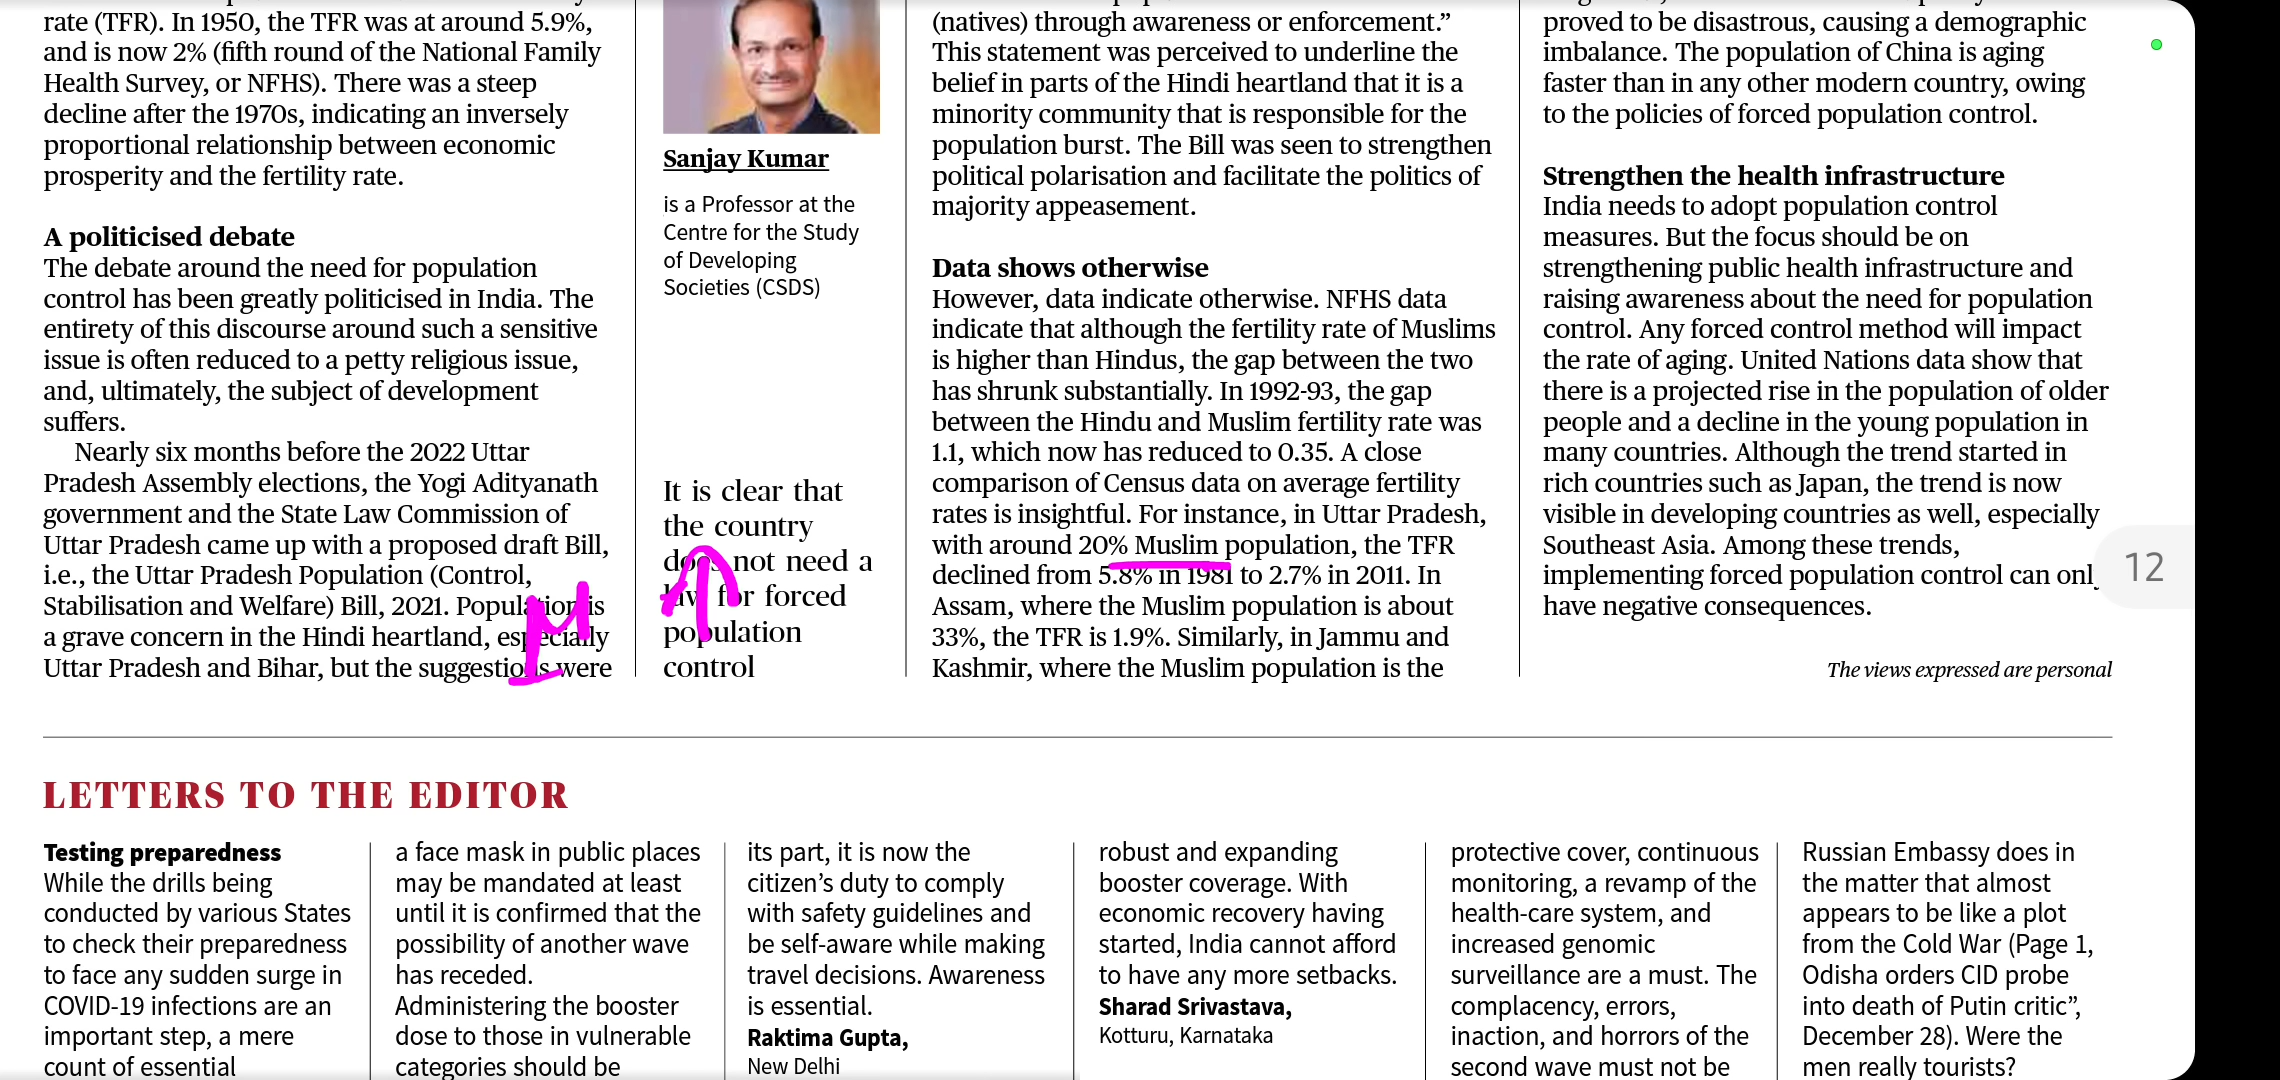 rate (TFR). In 1950, the TFR was at around 5.9%,
and is now 2% (fifth round of the National Family
Health Survey, or NFHS). There was a steep
decline after the 1970s, indicating an inversely
proportional relationship between economic
prosperity and the fertility rate.
A politicised debate
The debate around the need for population
control has been greatly politicised in India. The
entirety of this discourse around such a sensitive
issue is often reduced to a petty religious issue,
and, ultimately, the subject of development
suffers.
Nearly six months before the 2022 Uttar
Pradesh Assembly elections, the Yogi Adityanath
government and the State Law Commission of
Uttar Pradesh came up with a proposed draft Bill,
i.e., the Uttar Pradesh Population (Control,
Stabilisation and Welfare) Bill, 2021. Population is
a grave concern in the Hindi heartland, especially
Uttar Pradesh and Bihar, but the suggestions were
M
Sanjay Kumar
is a Professor at the
Centre for the Study
of Developing
Societies (CSDS)
It is clear that
the country
does not need a
law for forced
population
control
(natives) through awareness or enforcement.”
This statement was perceived to underline the
belief in parts of the Hindi heartland that it is a
minority community that is responsible for the
population burst. The Bill was seen to strengthen
political polarisation and facilitate the politics of
majority appeasement.
Data shows otherwise
However, data indicate otherwise. NFHS data
indicate that although the fertility rate of Muslims
is higher than Hindus, the gap between the two
has shrunk substantially. In 1992-93, the gap
between the Hindu and Muslim fertility rate was
1.1, which now has reduced to 0.35. A close
comparison of Census data on average fertility
rates is insightful. For instance, in Uttar Pradesh,
with around 20% Muslim population, the TFR
declined from 5.8% in 1981 to 2.7% in 2011. In
Assam, where the Muslim population is about
33%, the TFR is 1.9%. Similarly, in Jammu and
Kashmir, where the Muslim population is the
proved to be disastrous, causing a demographic
imbalance. The population of China is aging
faster than in any other modern country, owing
to the policies of forced population control.
Strengthen the health infrastructure
India needs to adopt population control
measures. But the focus should be on
strengthening public health infrastructure and
raising awareness about the need for population
control. Any forced control method will impact
the rate of aging. United Nations data show that
there is a projected rise in the population of older
people and a decline in the young population in
many countries. Although the trend started in
rich countries such as Japan, the trend is now
visible in developing countries as well, especially
Southeast Asia. Among these trends,
implementing forced population control can only
have negative consequences.
The views expressed are personal
12
LETTERS TO THE EDITOR
Testing preparedness
While the drills being
conducted by various States
to check their preparedness
to face any sudden surge in
COVID-19 infections are an
important step, a mere
count of essential
a face mask in public places
may be mandated at least
until it is confirmed that the
possibility of another wave
has receded.
Administering the booster
dose to those in vulnerable
categories should be
its part, it is now the
citizen’s duty to comply
with safety guidelines and
be self-aware while making
travel decisions. Awareness
is essential.
Raktima Gupta,
New Delhi
robust and expanding
booster coverage. With
economic recovery having
started, India cannot afford
to have any more setbacks.
Sharad Srivastava,
Kotturu, Karnataka
protective cover, continuous
monitoring, a revamp of the
health-care system, and
increased genomic
surveillance are a must. The
complacency, errors,
inaction, and horrors of the
second wave must not be
Russian Embassy does in
the matter that almost
appears to be like a plot
from the Cold War (Page 1,
Odisha orders CID probe
into death of Putin critic”,
December 28). Were the
men really tourists?